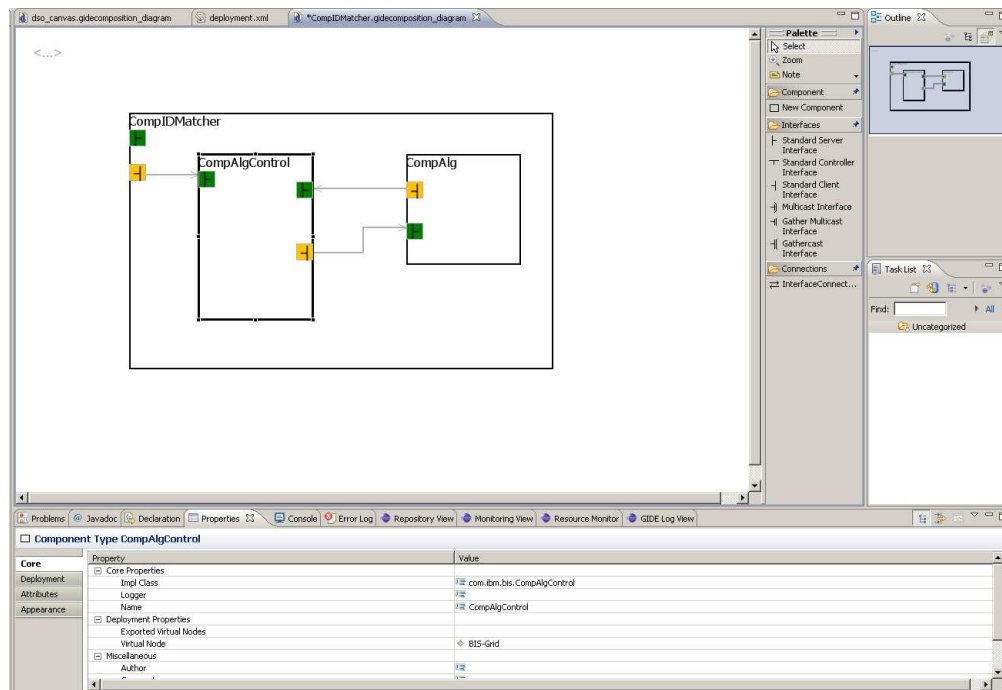 dso_canvas.gidecomposition_diagram
deployment.xml
*CompIDMatcher.gidecomposition_diagram
<...>
CompIDMatcher
CompAlgControl
CompAlg
Palette
Select
Zoom
Note
Component
New Component
Interfaces
Standard Server
Interface
Standard Controller
Interface
Standard Client
Interface
Multicast Interface
Gather Multicast
Interface
Gathercast
Interface
Connections
InterfaceConnect...
Outline
Task List
Find:
All
Uncategorized
Problems
Javadoc
Declaration
Properties
Console
Error Log
Repository View
Monitoring View
Resource Monitor
GIDE Log View
Component Type CompAlgControl
Core
Deployment
Attributes
Appearance
Property Value
Core Properties
Impl Class com.ibm.bis.CompAlgControl
Logger
Name CompAlgControl
Deployment Properties
Exported Virtual Nodes
Virtual Node BIS-Grid
Miscellaneous
Author